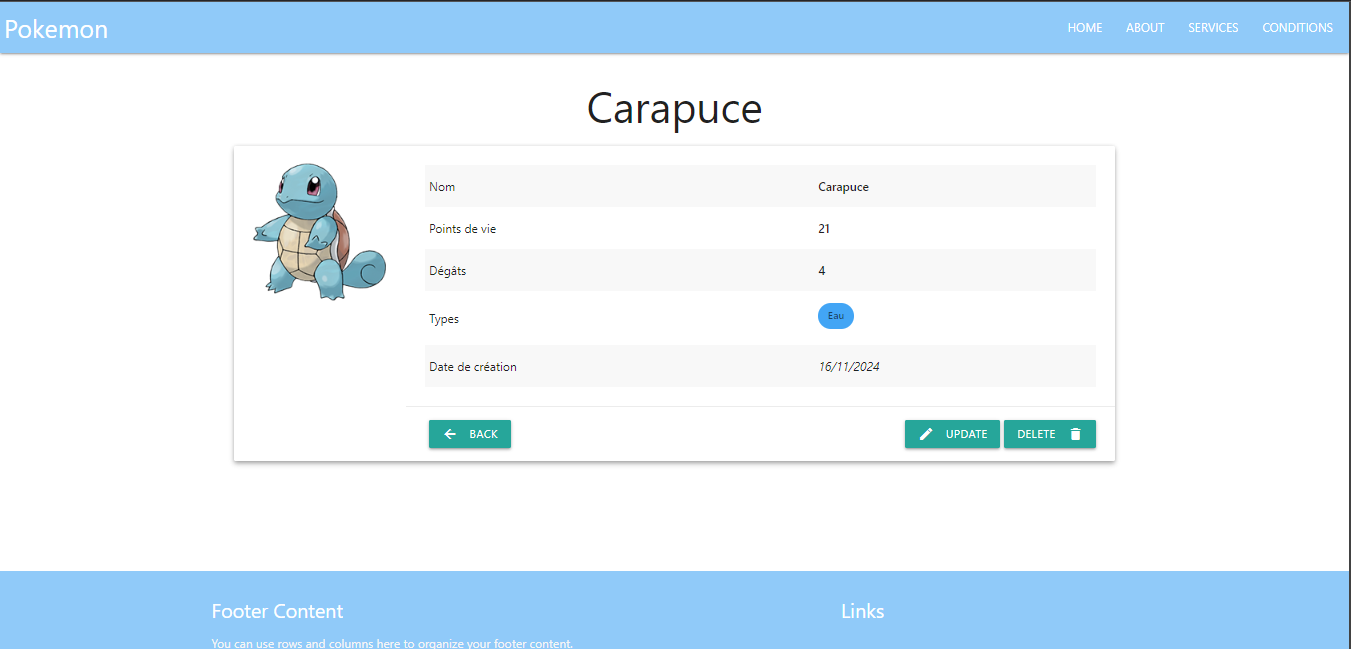 Pokemon
HOME ABOUT SERVICES CONDITIONS
Carapuce
Nom Carapuce
Points de vie 21
Dégâts 4
Types Eau
Date de création 16/11/2024
BACK UPDATE DELETE
Footer Content Links
You can use rows and columns here to organize your footer content.